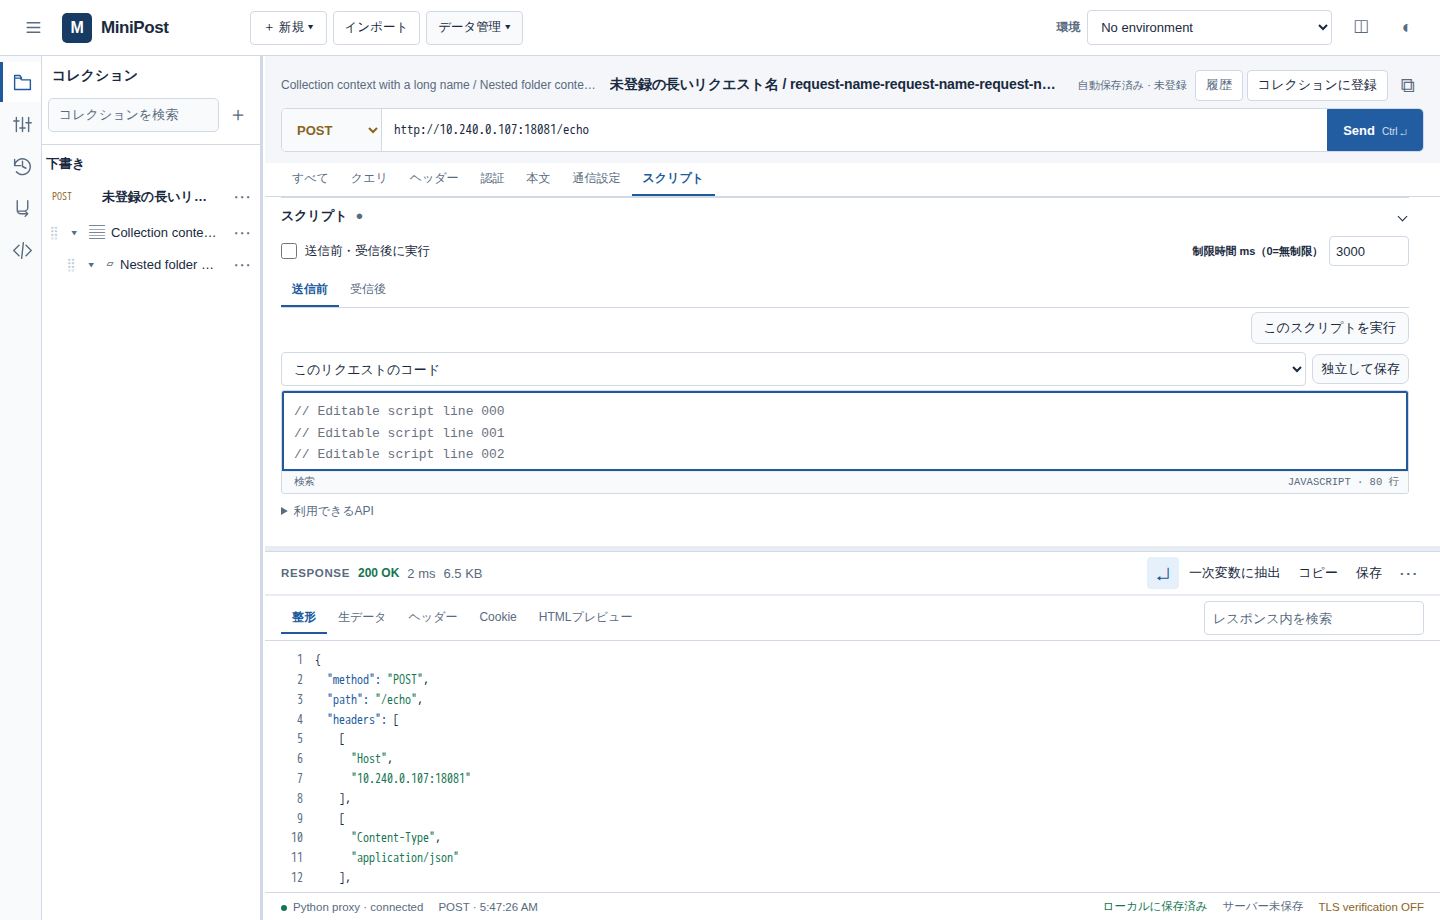 M MiniPost ＋ 新規 ▾ インポート データ管理 ▾ 環境 No environment
コレクション
コレクションを検索 ＋
下書き
POST 未登録の長いリ… ···
Collection conte… ···
Nested folder … ···
Collection context with a long name / Nested folder conte… 未登録の長いリクエスト名 / request-name-request-name-request-n… 自動保存済み · 未登録 履歴 コレクションに登録
POST http://10.240.0.107:18081/echo Send Ctrl ↵
すべて クエリ ヘッダー 認証 本文 通信設定 スクリプト
スクリプト ●
送信前・受信後に実行 制限時間 ms（0=無制限） 3000
送信前 受信後
このスクリプトを実行
このリクエストのコード 独立して保存
// Editable script line 000
// Editable script line 001
// Editable script line 002
検索 JAVASCRIPT · 80 行
▶ 利用できるAPI
RESPONSE 200 OK 2 ms 6.5 KB 一次変数に抽出 コピー 保存 ···
整形 生データ ヘッダー Cookie HTMLプレビュー レスポンス内を検索
1 {
2 "method": "POST",
3 "path": "/echo",
4 "headers": [
5 [
6 "Host",
7 "10.240.0.107:18081"
8 ],
9 [
10 "Content-Type",
11 "application/json"
12 ],
● Python proxy · connected POST · 5:47:26 AM ローカルに保存済み サーバー未保存 TLS verification OFF